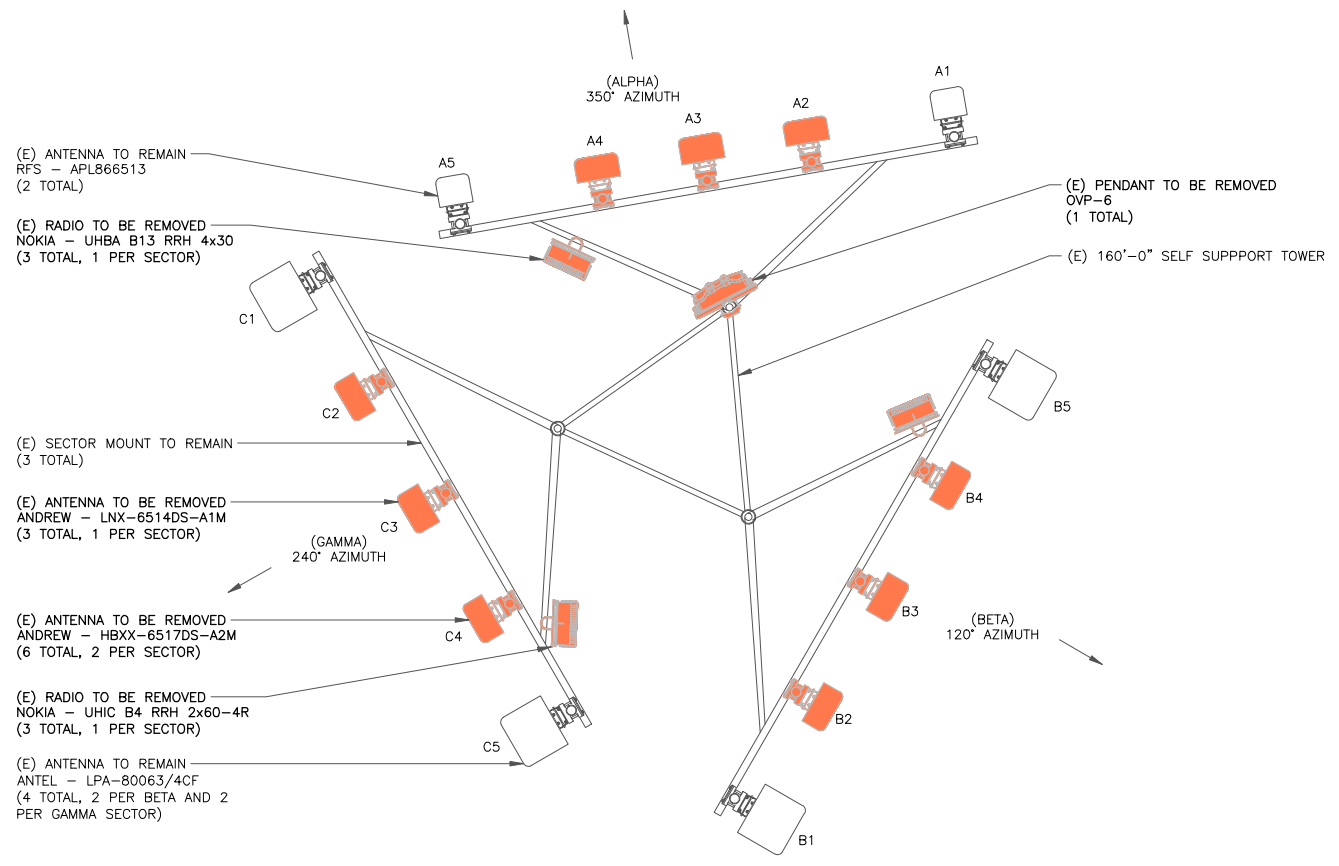 (ALPHA)
350° AZIMUTH
A1
A2
A3
A4
A5
(E) ANTENNA TO REMAIN
RFS - APL866513
(2 TOTAL)
(E) RADIO TO BE REMOVED
NOKIA - UHBA B13 RRH 4x30
(3 TOTAL, 1 PER SECTOR)
(E) PENDANT TO BE REMOVED
OVP-6
(1 TOTAL)
(E) 160'-0" SELF SUPPPORT TOWER
C1
C2
B5
(E) SECTOR MOUNT TO REMAIN
(3 TOTAL)
B4
(E) ANTENNA TO BE REMOVED
ANDREW - LNX-6514DS-A1M
(3 TOTAL, 1 PER SECTOR)
C3
(GAMMA)
240° AZIMUTH
B3
(E) ANTENNA TO BE REMOVED
ANDREW - HBXX-6517DS-A2M
(6 TOTAL, 2 PER SECTOR)
C4
(BETA)
120° AZIMUTH
(E) RADIO TO BE REMOVED
NOKIA - UHIC B4 RRH 2x60-4R
(3 TOTAL, 1 PER SECTOR)
B2
C5
(E) ANTENNA TO REMAIN
ANTEL - LPA-80063/4CF
(4 TOTAL, 2 PER BETA AND 2
PER GAMMA SECTOR)
B1